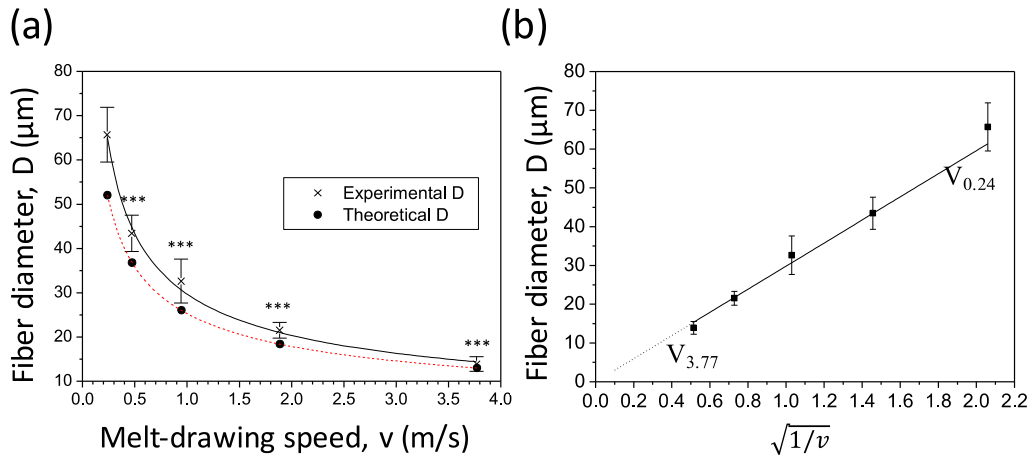 (a)
Fiber diameter, D (μm)
80
70
60
50
40
30
20
10
***
***
***
***
Experimental D
Theoretical D
0.0 0.5 1.0 1.5 2.0 2.5 3.0 3.5 4.0
Melt-drawing speed, v (m/s)
(b)
Fiber diameter, D (μm)
80
70
60
50
40
30
20
10
0
V0.24
V3.77
0.0 0.2 0.4 0.6 0.8 1.0 1.2 1.4 1.6 1.8 2.0 2.2
√1/v